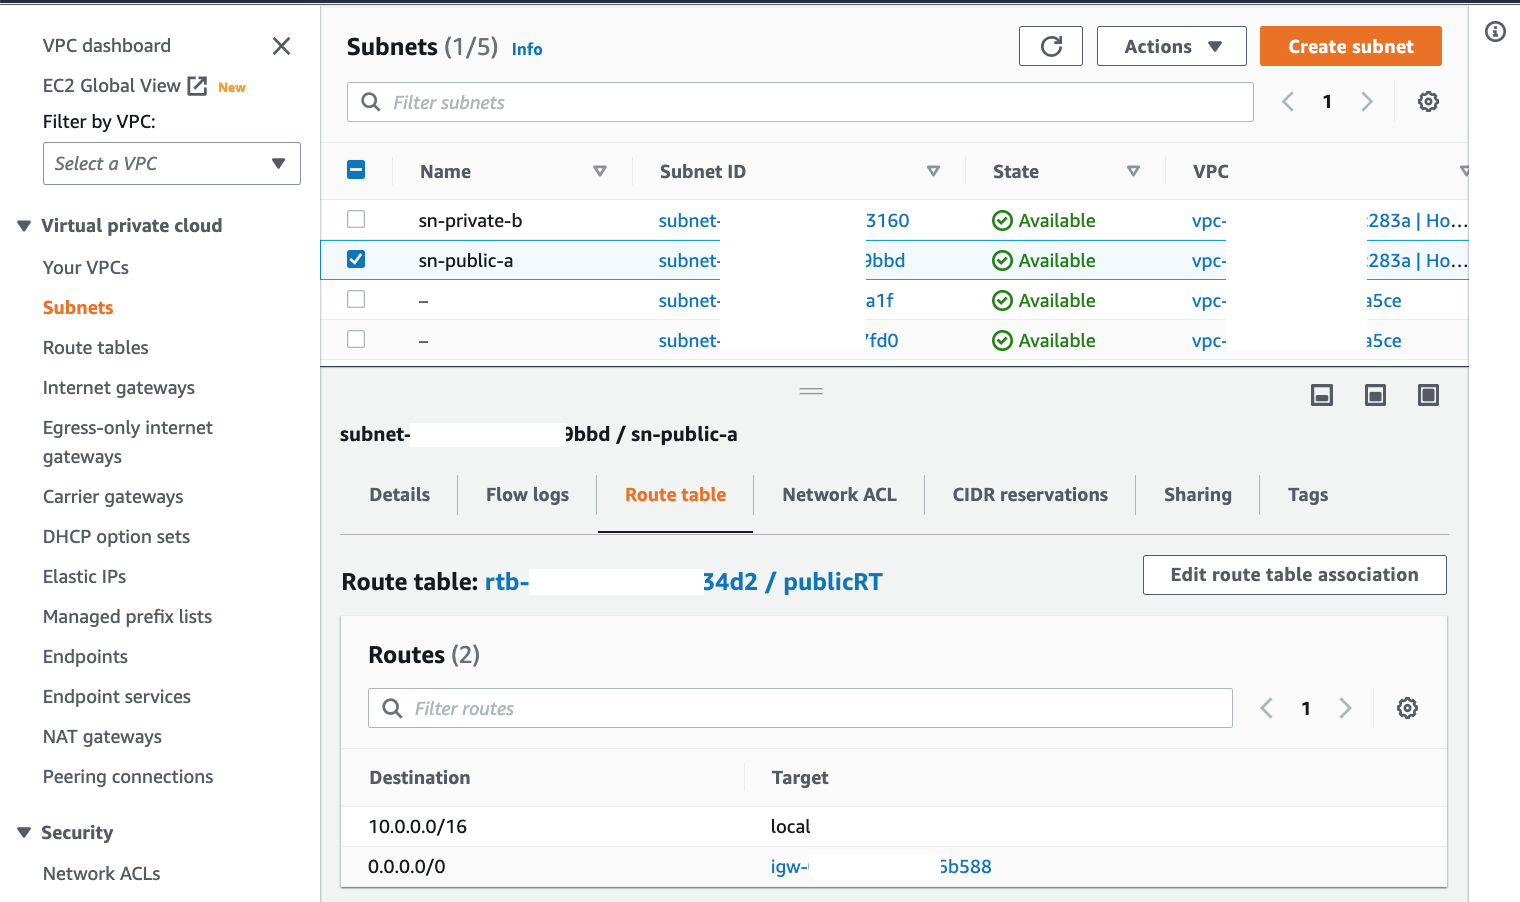 VPC dashboard
EC2 Global View New
Filter by VPC:
Select a VPC
Virtual private cloud
Your VPCs
Subnets
Route tables
Internet gateways
Egress-only internet
gateways
Carrier gateways
DHCP option sets
Elastic IPs
Managed prefix lists
Endpoints
Endpoint services
NAT gateways
Peering connections
Security
Network ACLs
Subnets (1/5) Info
Actions
Create subnet
Filter subnets
1
Name Subnet ID State VPC
sn-private-b subnet- 3160 Available vpc- 283a | Ho...
sn-public-a subnet- 9bbd Available vpc- 283a | Ho...
– subnet- a1f Available vpc- a5ce
– subnet- 7fd0 Available vpc- a5ce
subnet- 9bbd / sn-public-a
Details Flow logs Route table Network ACL CIDR reservations Sharing Tags
Route table: rtb- 34d2 / publicRT
Edit route table association
Routes (2)
Filter routes
1
Destination Target
10.0.0.0/16 local
0.0.0.0/0 igw- 6b588